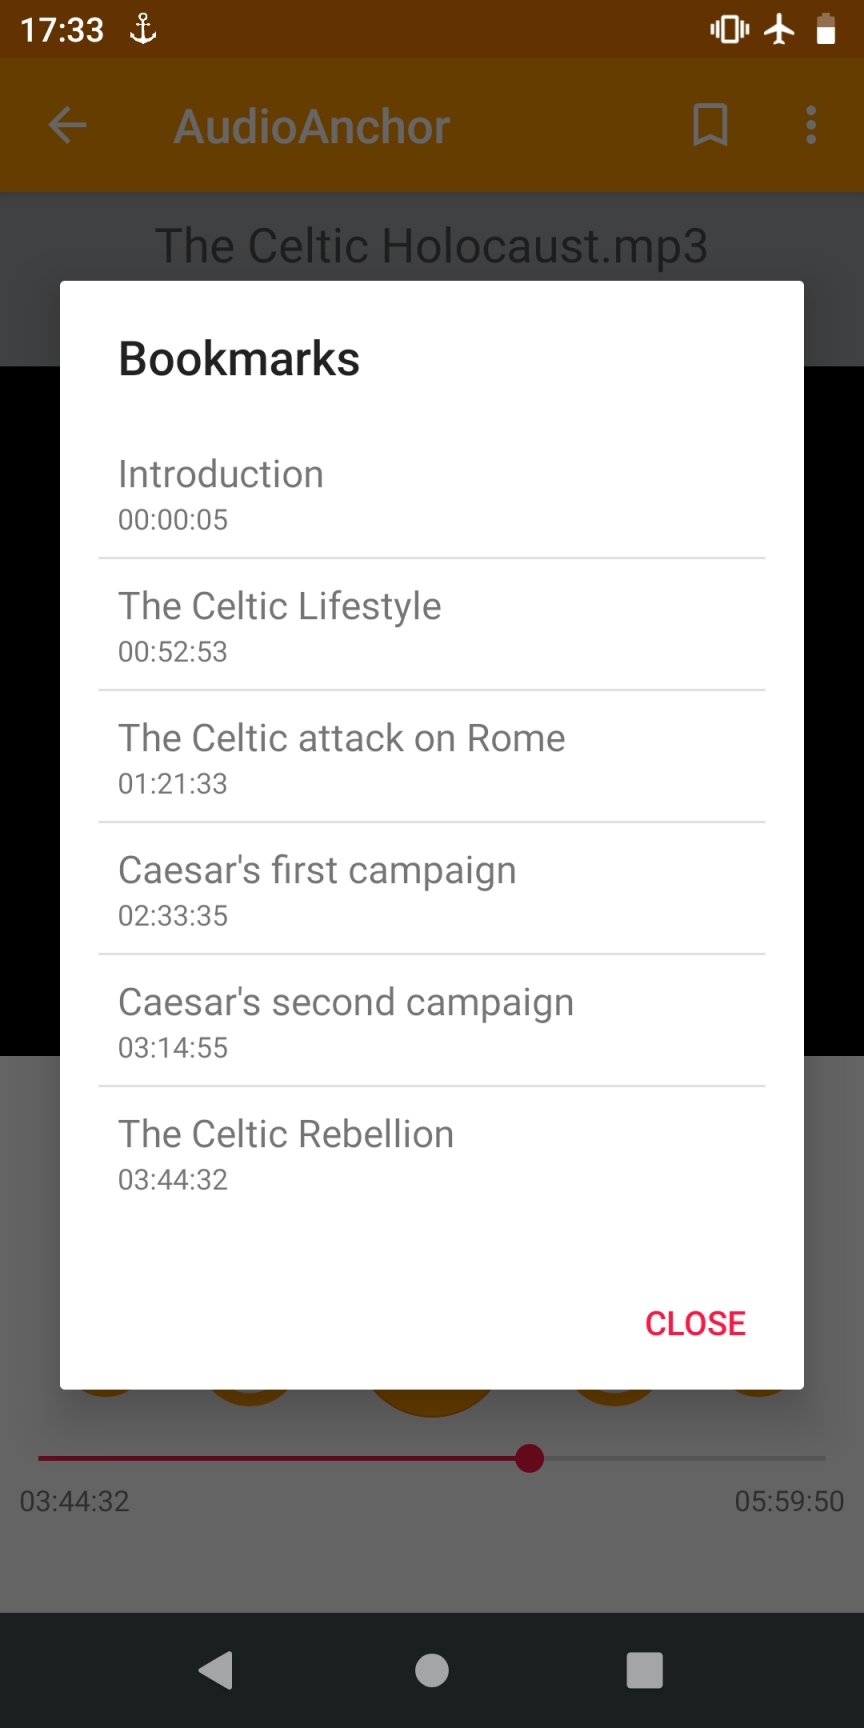 17:33
AudioAnchor
The Celtic Holocaust.mp3
Bookmarks
Introduction
00:00:05
The Celtic Lifestyle
00:52:53
The Celtic attack on Rome
01:21:33
Caesar's first campaign
02:33:35
Caesar's second campaign
03:14:55
The Celtic Rebellion
03:44:32
CLOSE
03:44:32 05:59:50